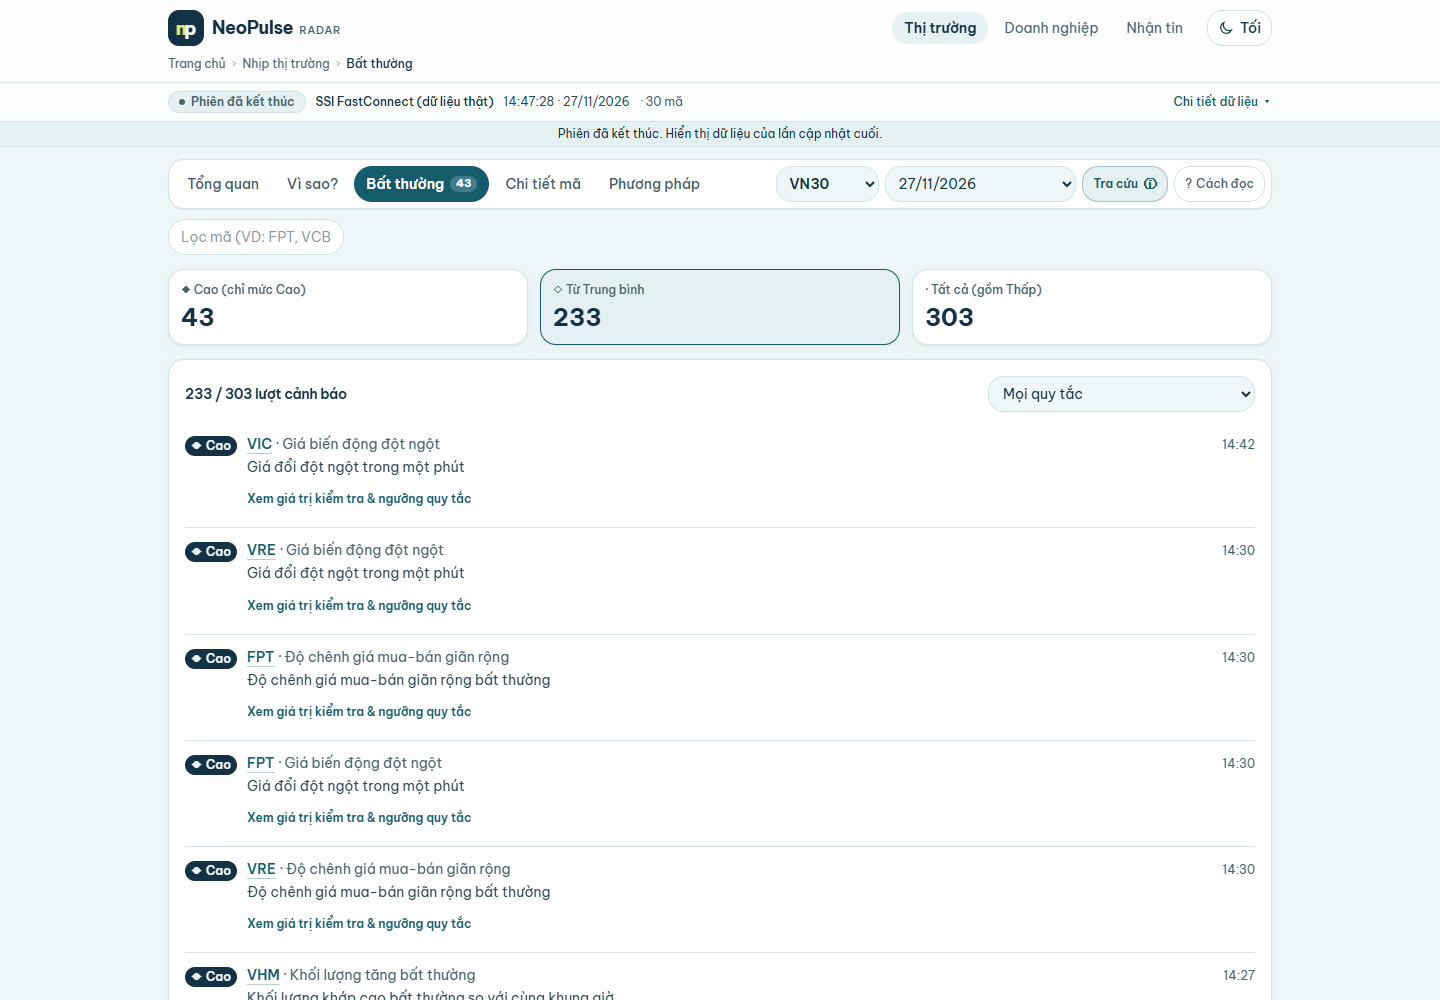 np NeoPulse RADAR
Thị trường Doanh nghiệp Nhận tin Tối
Trang chủ › Nhịp thị trường › Bất thường
Phiên đã kết thúc SSI FastConnect (dữ liệu thật) 14:47:28 · 27/11/2026 · 30 mã Chi tiết dữ liệu
Phiên đã kết thúc. Hiển thị dữ liệu của lần cập nhật cuối.
Tổng quan Vì sao? Bất thường 43 Chi tiết mã Phương pháp VN30 27/11/2026 Tra cứu ⓘ ? Cách đọc
Lọc mã (VD: FPT, VCB
◆ Cao (chỉ mức Cao)
43
◇ Từ Trung bình
233
· Tất cả (gồm Thấp)
303
233 / 303 lượt cảnh báo Mọi quy tắc
Cao VIC · Giá biến động đột ngột 14:42
Giá đổi đột ngột trong một phút
Xem giá trị kiểm tra & ngưỡng quy tắc
Cao VRE · Giá biến động đột ngột 14:30
Giá đổi đột ngột trong một phút
Xem giá trị kiểm tra & ngưỡng quy tắc
Cao FPT · Độ chênh giá mua-bán giãn rộng 14:30
Độ chênh giá mua-bán giãn rộng bất thường
Xem giá trị kiểm tra & ngưỡng quy tắc
Cao FPT · Giá biến động đột ngột 14:30
Giá đổi đột ngột trong một phút
Xem giá trị kiểm tra & ngưỡng quy tắc
Cao VRE · Độ chênh giá mua-bán giãn rộng 14:30
Độ chênh giá mua-bán giãn rộng bất thường
Xem giá trị kiểm tra & ngưỡng quy tắc
Cao VHM · Khối lượng tăng bất thường 14:27
Khối lượng khớp cao bất thường so với cùng khung giờ